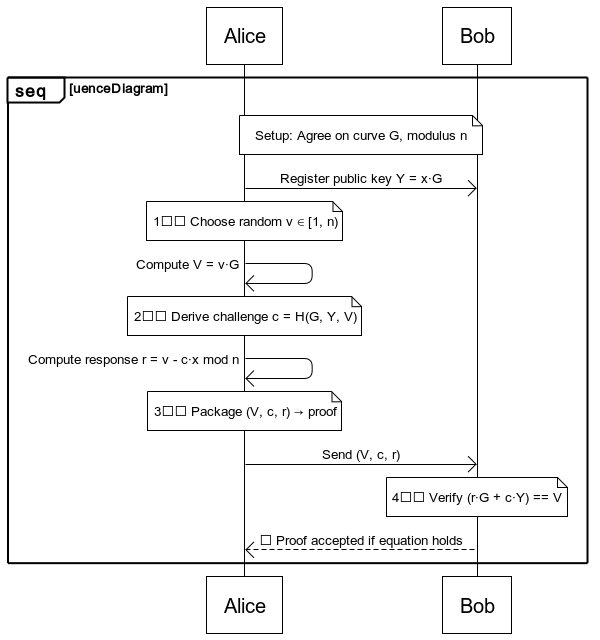 Alice Bob
seq [uenceDiagram]
Setup: Agree on curve G, modulus n
Register public key Y = x·G
1□□ Choose random v ∈ [1, n)
Compute V = v·G
2□□ Derive challenge c = H(G, Y, V)
Compute response r = v - c·x mod n
3□□ Package (V, c, r) → proof
Send (V, c, r)
4□□ Verify (r·G + c·Y) == V
□ Proof accepted if equation holds
Alice Bob